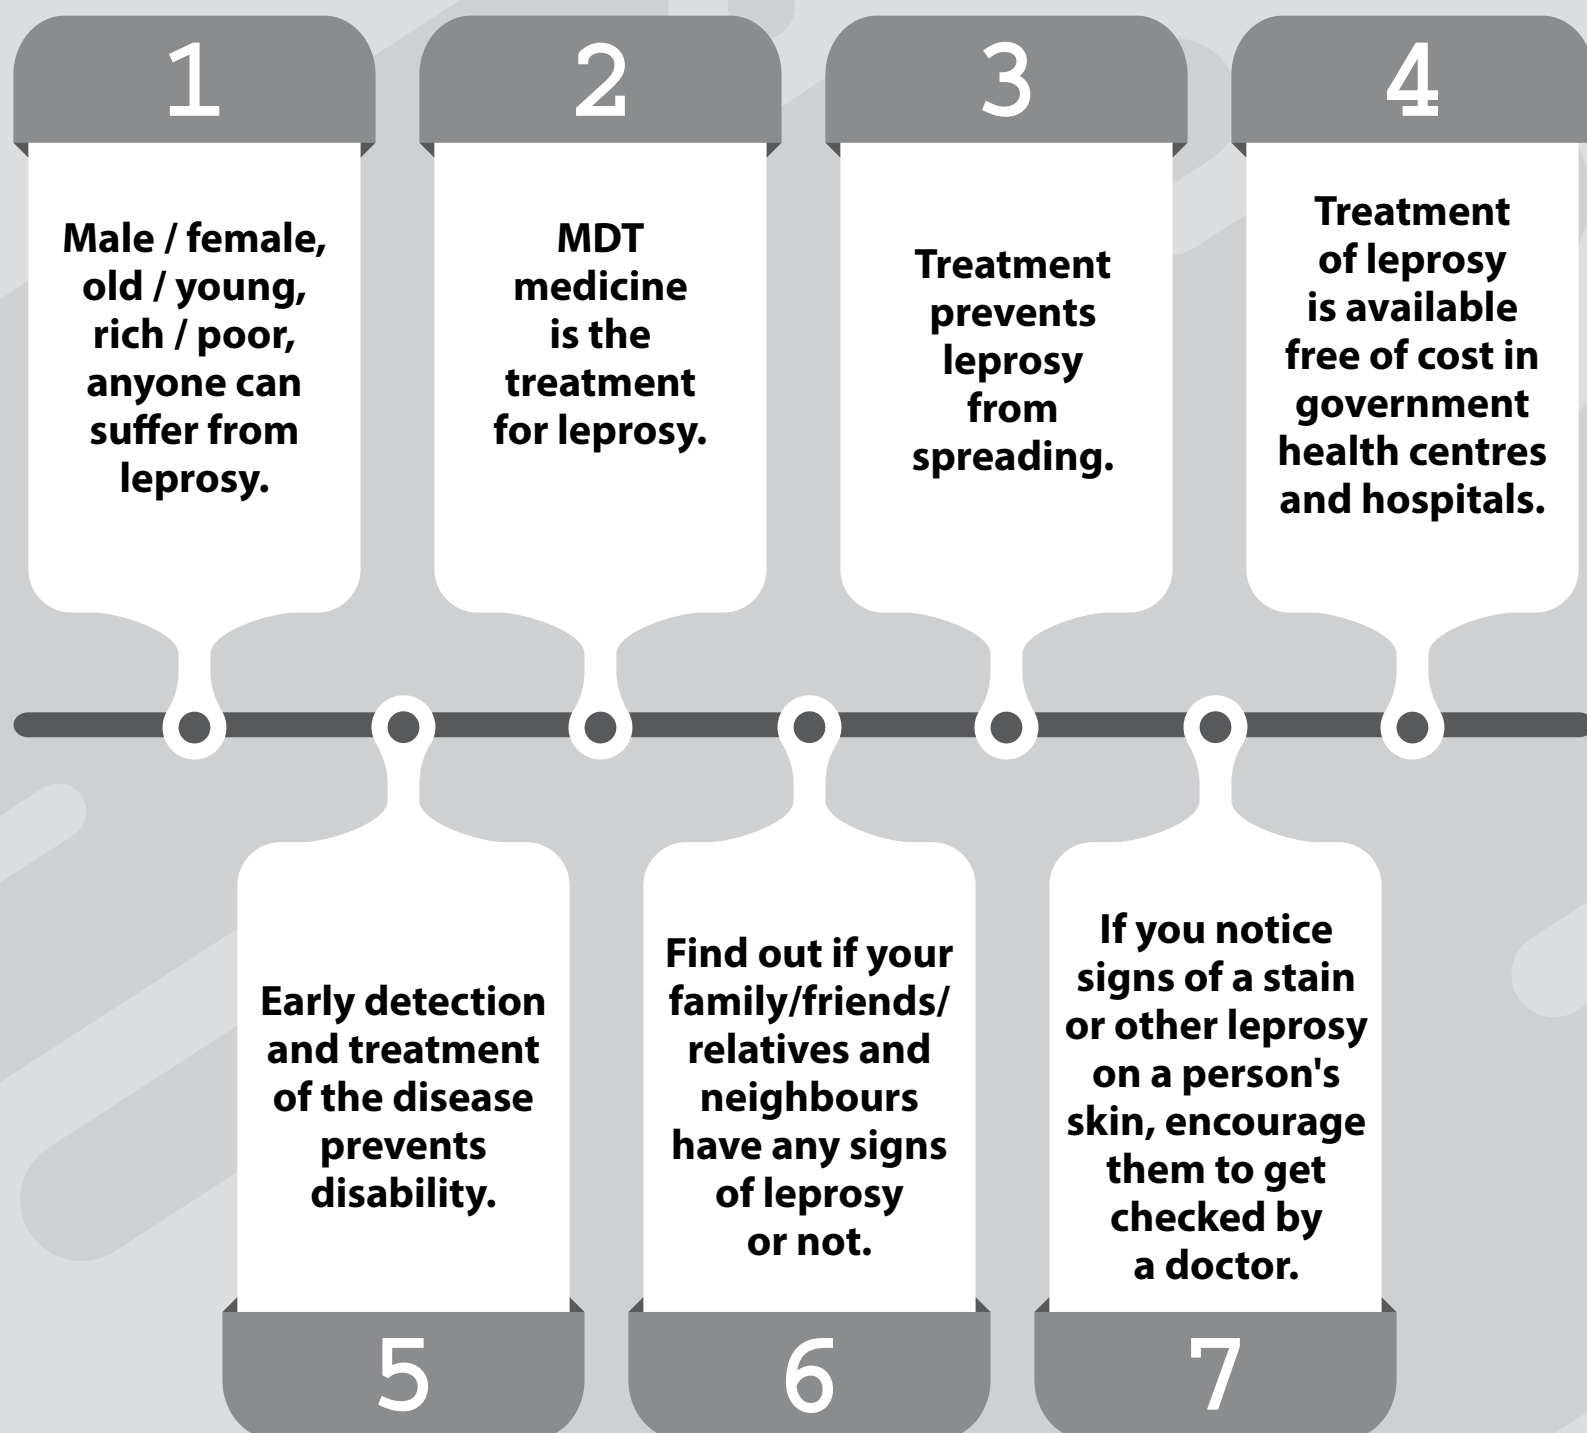 1
Male / female,
old / young,
rich / poor,
anyone can
suffer from
leprosy.
2
MDT
medicine
is the
treatment
for leprosy.
3
Treatment
prevents
leprosy
from
spreading.
4
Treatment
of leprosy
is available
free of cost in
government
health centres
and hospitals.
Early detection
and treatment
of the disease
prevents
disability.
5
Find out if your
family/friends/
relatives and
neighbours
have any signs
of leprosy
or not.
6
If you notice
signs of a stain
or other leprosy
on a person's
skin, encourage
them to get
checked by
a doctor.
7